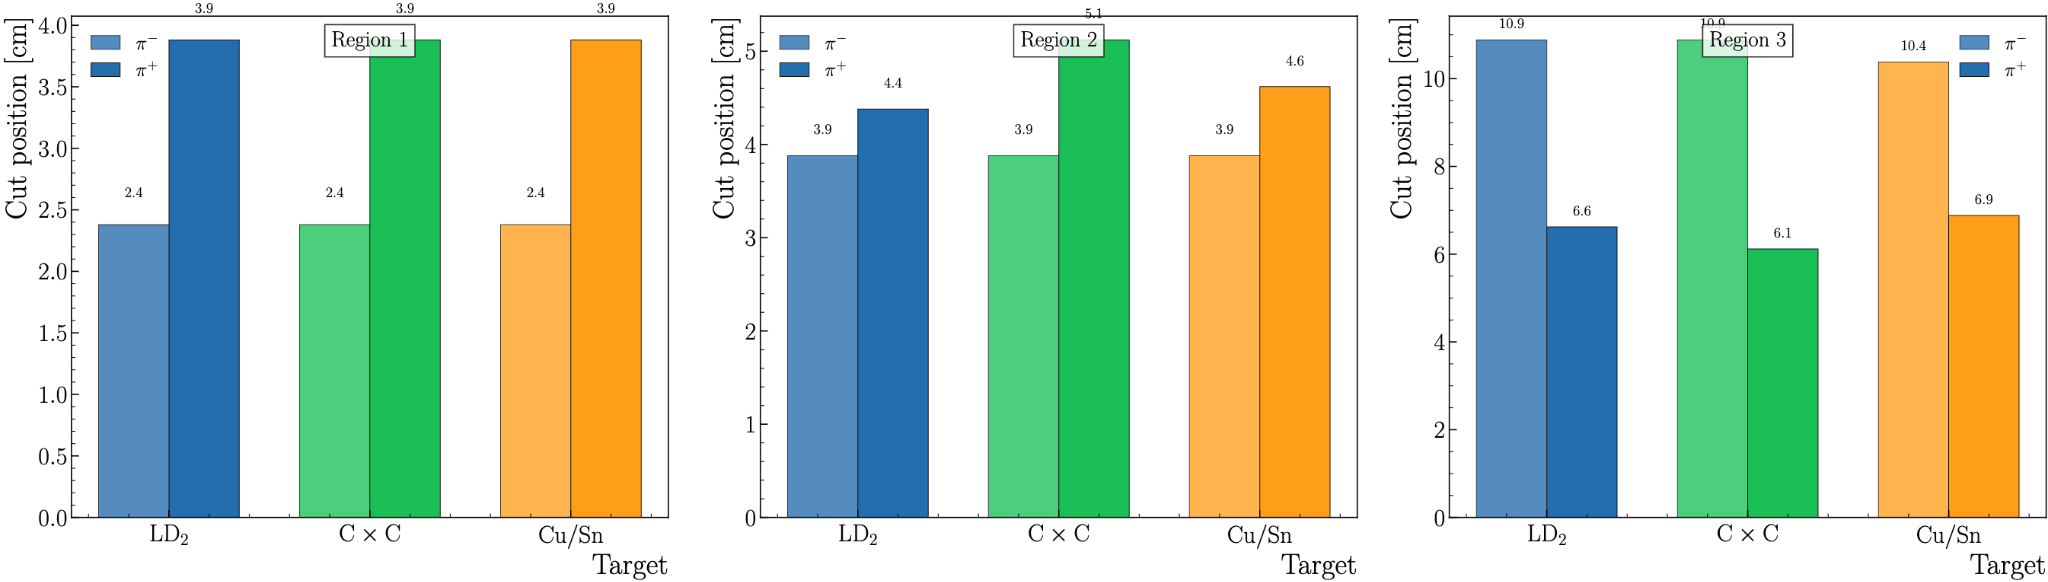 3.9 3.9 3.9
Region 1
π−
π+
2.4 2.4 2.4
Cut position [cm]
4.0
3.5
3.0
2.5
2.0
1.5
1.0
0.5
0.0
LD2 C × C Cu/Sn
Target
5.1
Region 2
π−
π+
3.9 4.4 3.9 3.9 4.6
Cut position [cm]
5
4
3
2
1
0
LD2 C × C Cu/Sn
Target
10.9 10.9 10.4
Region 3
π−
π+
6.6 6.1 6.9
Cut position [cm]
10
8
6
4
2
0
LD2 C × C Cu/Sn
Target